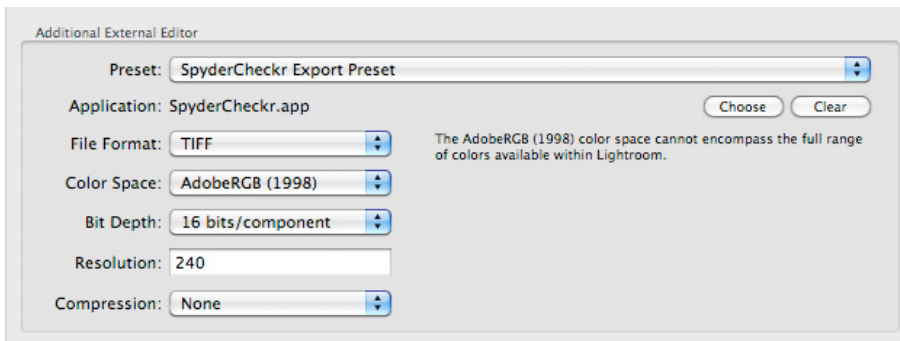 Additional External Editor
Preset: SpyderCheckr Export Preset
Application: SpyderCheckr.app Choose Clear
File Format: TIFF
The AdobeRGB (1998) color space cannot encompass the full range
of colors available within Lightroom.
Color Space: AdobeRGB (1998)
Bit Depth: 16 bits/component
Resolution: 240
Compression: None